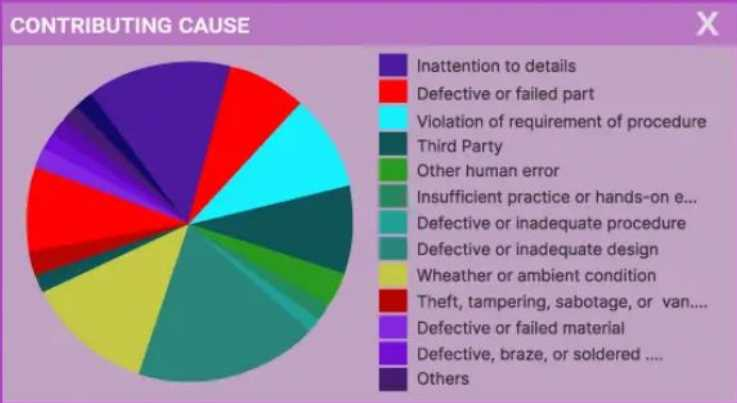 CONTRIBUTING CAUSE X
Inattention to details
Defective or failed part
Violation of requirement of procedure
Third Party
Other human error
Insufficient practice or hands-on e...
Defective or inadequate procedure
Defective or inadequate design
Wheather or ambient condition
Theft, tampering, sabotage, or van....
Defective or failed material
Defective, braze, or soldered ....
Others